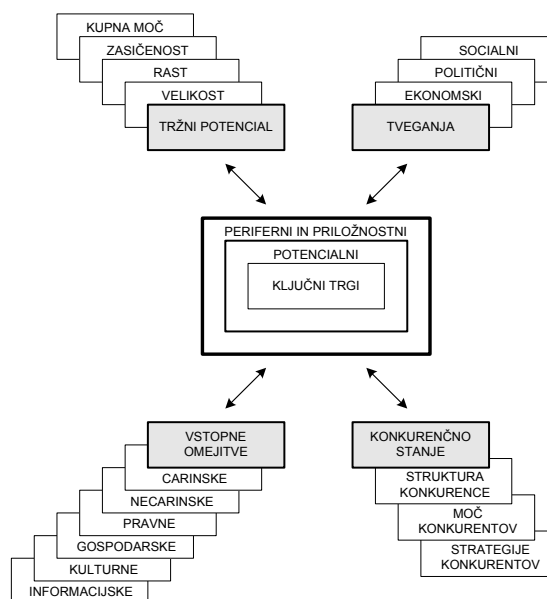 KUPNA MOČ
ZASIČENOST
RAST
VELIKOST
TRŽNI POTENCIAL
SOCIALNI
POLITIČNI
EKONOMSKI
TVEGANJA
PERIFERNI IN PRILOŽNOSTNI
POTENCIALNI
KLJUČNI TRGI
VSTOPNE
OMEJITVE
CARINSKE
NECARINSKE
PRAVNE
GOSPODARSKE
KULTURNE
INFORMACIJSKE
KONKURENČNO
STANJE
STRUKTURA
KONKURENCE
MOČ
KONKURENTOV
STRATEGIJE
KONKURENTOV